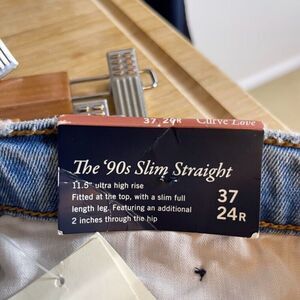 37 24R Curve Love
The ‘90s Slim Straight
11.5" ultra high rise
Fitted at the top, with a slim full
length leg. Featuring an additional
2 inches through the hip
37
24R